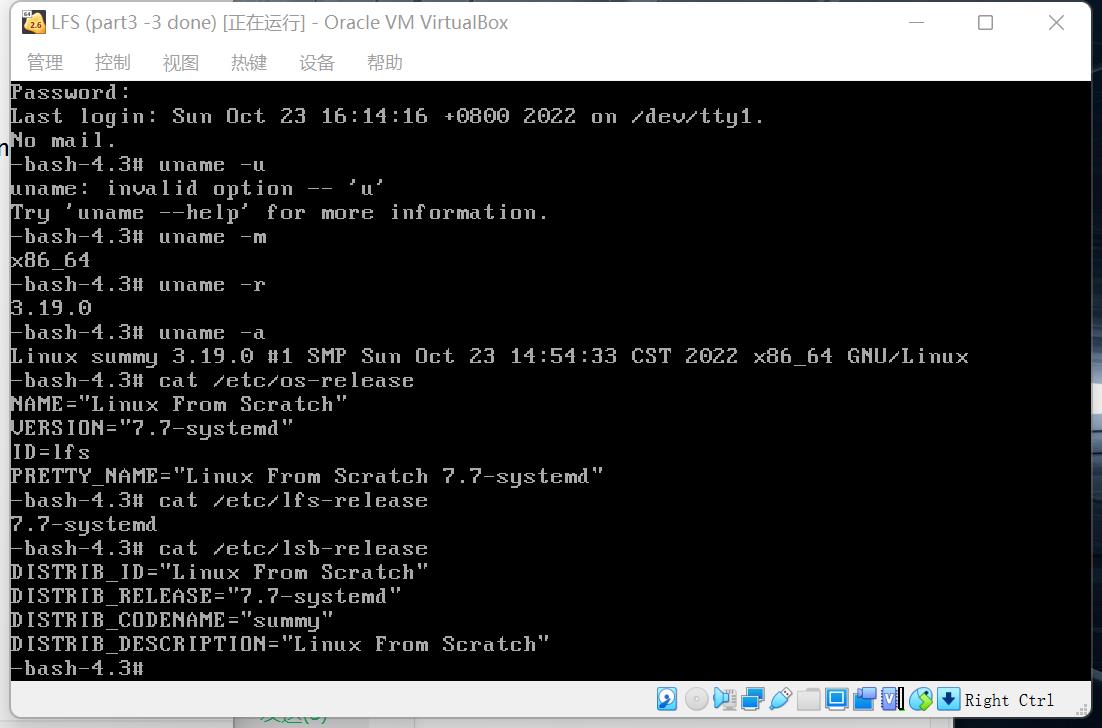 LFS (part3 -3 done) [正在运行] - Oracle VM VirtualBox
管理 控制 视图 热键 设备 帮助
Password:
Last login: Sun Oct 23 16:14:16 +0800 2022 on /dev/tty1.
No mail.
-bash-4.3# uname -u
uname: invalid option -- 'u'
Try 'uname --help' for more information.
-bash-4.3# uname -m
x86_64
-bash-4.3# uname -r
3.19.0
-bash-4.3# uname -a
Linux summy 3.19.0 #1 SMP Sun Oct 23 14:54:33 CST 2022 x86_64 GNU/Linux
-bash-4.3# cat /etc/os-release
NAME="Linux From Scratch"
VERSION="7.7-systemd"
ID=lfs
PRETTY_NAME="Linux From Scratch 7.7-systemd"
-bash-4.3# cat /etc/lfs-release
7.7-systemd
-bash-4.3# cat /etc/lsb-release
DISTRIB_ID="Linux From Scratch"
DISTRIB_RELEASE="7.7-systemd"
DISTRIB_CODENAME="summy"
DISTRIB_DESCRIPTION="Linux From Scratch"
-bash-4.3#
Right Ctrl